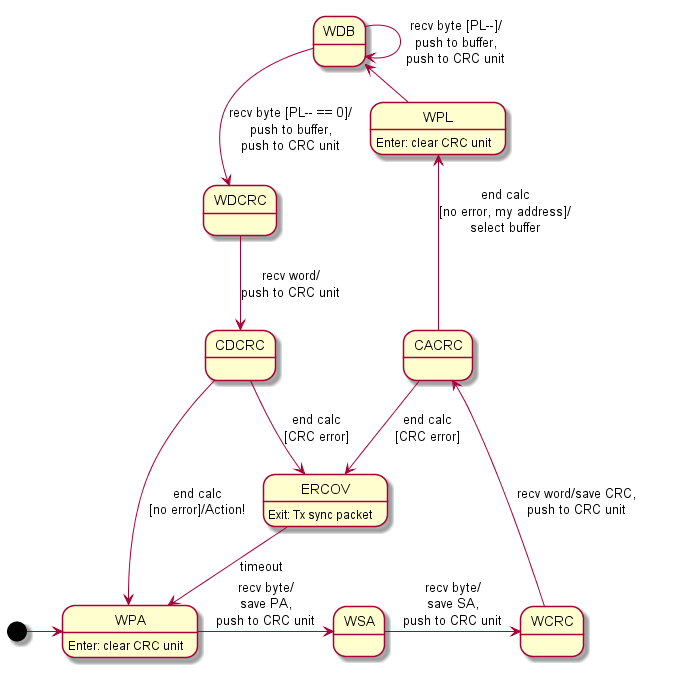 WDB
recv byte [PL--]/
push to buffer,
push to CRC unit
WPL
Enter: clear CRC unit
recv byte [PL-- == 0]/
push to buffer,
push to CRC unit
WDCRC
end calc
[no error, my address]/
select buffer
recv word/
push to CRC unit
CDCRC
CACRC
end calc
[CRC error]
end calc
[CRC error]
ERCOV
Exit: Tx sync packet
end calc
[no error]/Action!
recv word/save CRC,
push to CRC unit
timeout
recv byte/
save PA,
push to CRC unit
recv byte/
save SA,
push to CRC unit
WPA
Enter: clear CRC unit
WSA
WCRC